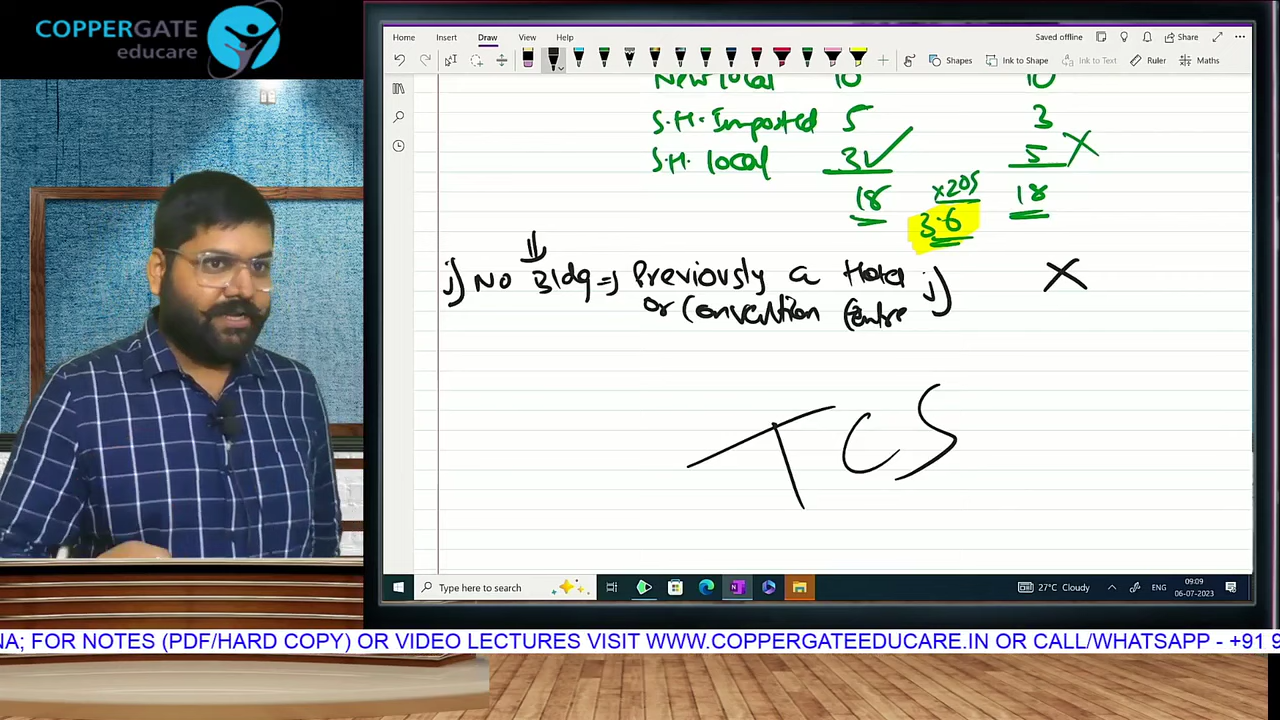 COPPERGATE
educare
Home Insert Draw View Help
Saved offline
Share
Shapes
Ink to Shape
Ink to Text
Ruler
Maths
New local 10 10
S.H. Imported 5 3
S.H. local 3 5
18 18
3.6
j) No Bldg => Previously a Hotel j)
or Convention Centre
TCS
Type here to search
27°C Cloudy
ENG
09:09
06-07-2023
NA; FOR NOTES (PDF/HARD COPY) OR VIDEO LECTURES VISIT WWW.COPPERGATEEDUCARE.IN OR CALL/WHATSAPP - +91 9